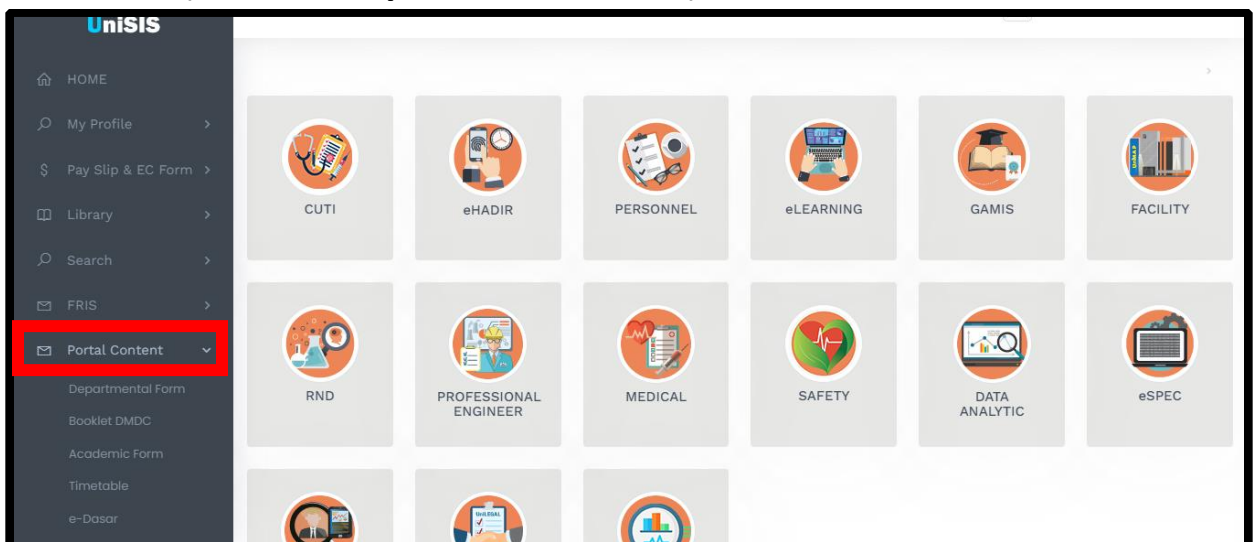 UniSIS
HOME
My Profile
Pay Slip & EC Form
Library
Search
FRIS
Portal Content
Departmental Form
Booklet DMDC
Academic Form
Timetable
e-Dasar
CUTI
eHADIR
PERSONNEL
eLEARNING
GAMIS
FACILITY
RND
PROFESSIONAL
ENGINEER
MEDICAL
SAFETY
DATA
ANALYTIC
eSPEC
UniLEGAL